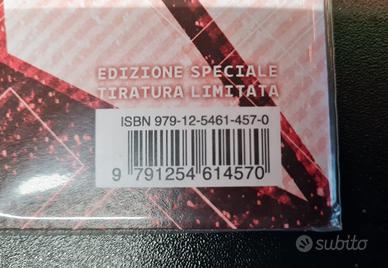 EDIZIONE SPECIALE
TIRATURA LIMITATA
ISBN 979-12-5461-457-0
9 791254 614570
subito